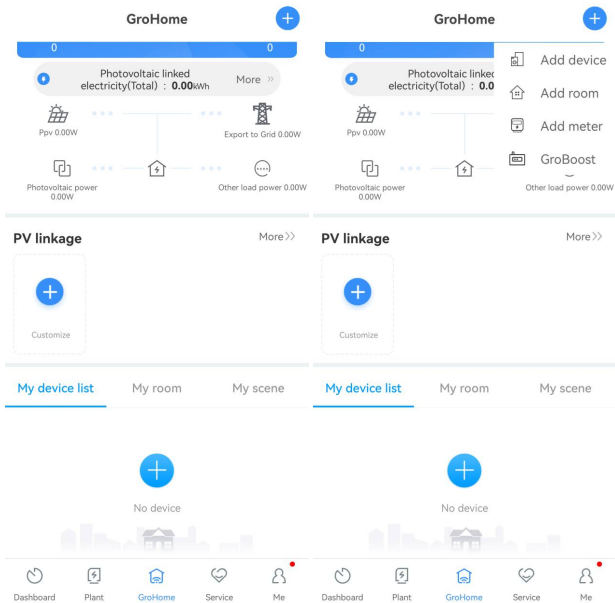 GroHome
0 0
Photovoltaic linked
electricity(Total) : 0.00kWh
More
Ppv 0.00W
Export to Grid 0.00W
Photovoltaic power
0.00W
Other load power 0.00W
PV linkage
More
Customize
My device list
My room
My scene
No device
Dashboard
Plant
GroHome
Service
Me
GroHome
0
Photovoltaic linked
electricity(Total) : 0.0
Add device
Add room
Add meter
GroBoost
Ppv 0.00W
Photovoltaic power
0.00W
Other load power 0.00W
PV linkage
More
Customize
My device list
My room
My scene
No device
Dashboard
Plant
GroHome
Service
Me